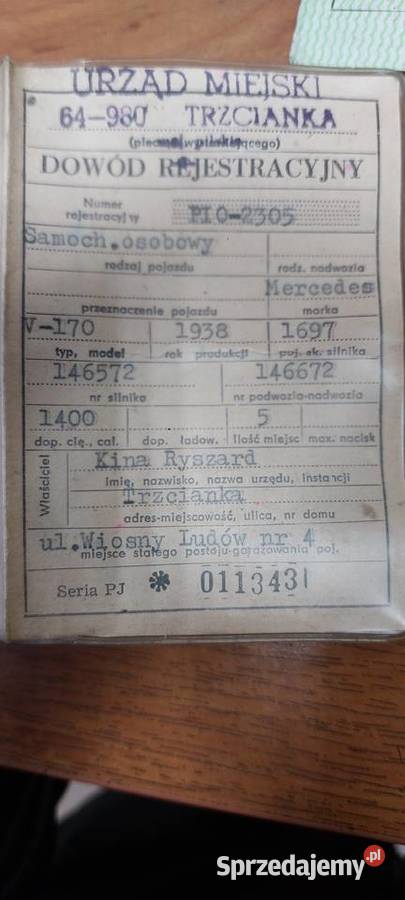 URZĄD MIEJSKI
64-980 TRZCIANKA
woj. pilskie
DOWÓD REJESTRACYJNY
Numer rejestracyjny PIO-2305
Samoch.osobowy
rodzaj pojazdu rodz. nadwozia
Mercedes
przeznaczenie pojazdu marka
V-170 1938 1697
typ, model rok produkcji poj. sk. silnika
146572 146672
nr silnika nr podwozia-nadwozia
1400 5
dop. cię., cał. dop. ładow. Ilość miejsc max. nacisk
Właściciel
Kina Ryszard
Imię, nazwisko, nazwa urzędu, Instancji
Trzcianka
adres-miejscowość, ulica, nr domu
ul.Wiosny Ludów nr 4
miejsce stałego postoju-garażowania poj.
Seria PJ * 0113431
Sprzedajemy.pl